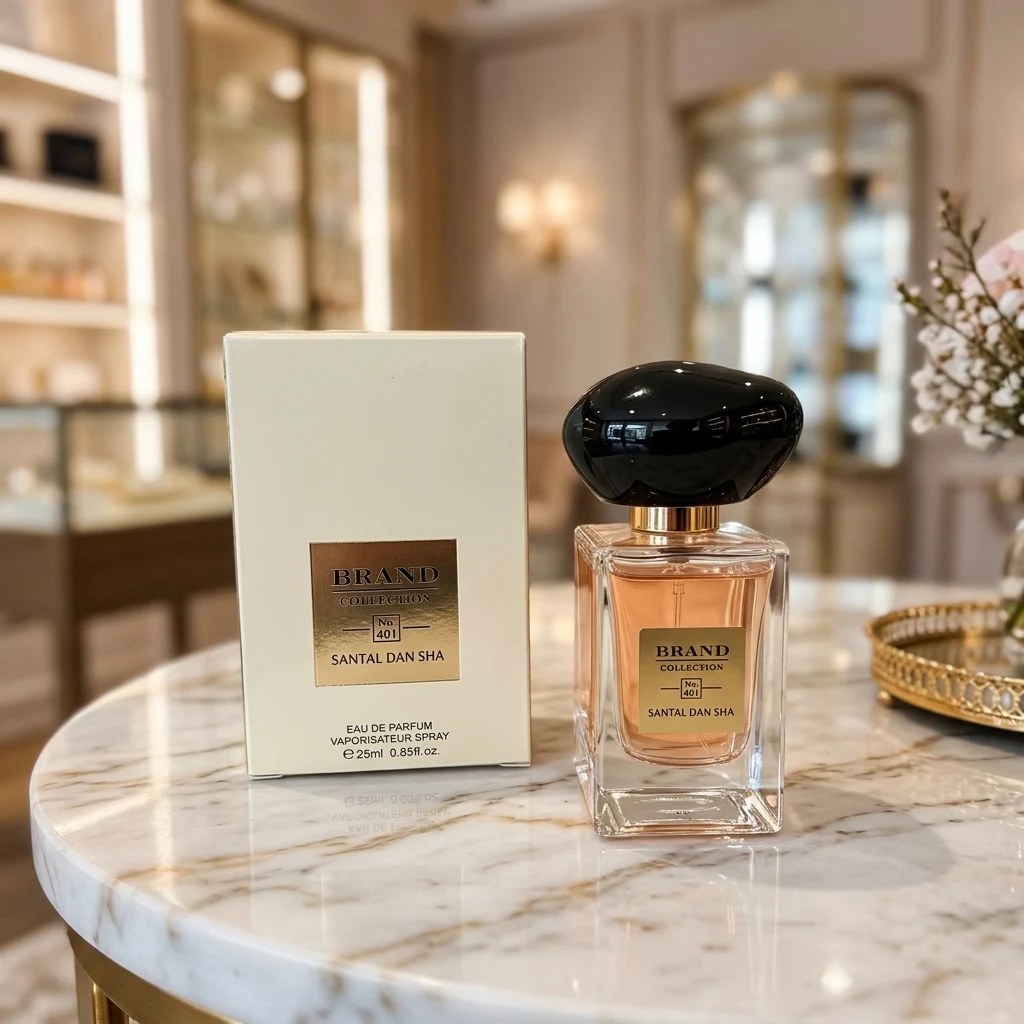 BRAND
COLLECTION
No.
401
SANTAL DAN SHA
EAU DE PARFUM
VAPORISATEUR SPRAY
℮ 25ml 0.85fl.oz.
BRAND
COLLECTION
No.
401
SANTAL DAN SHA